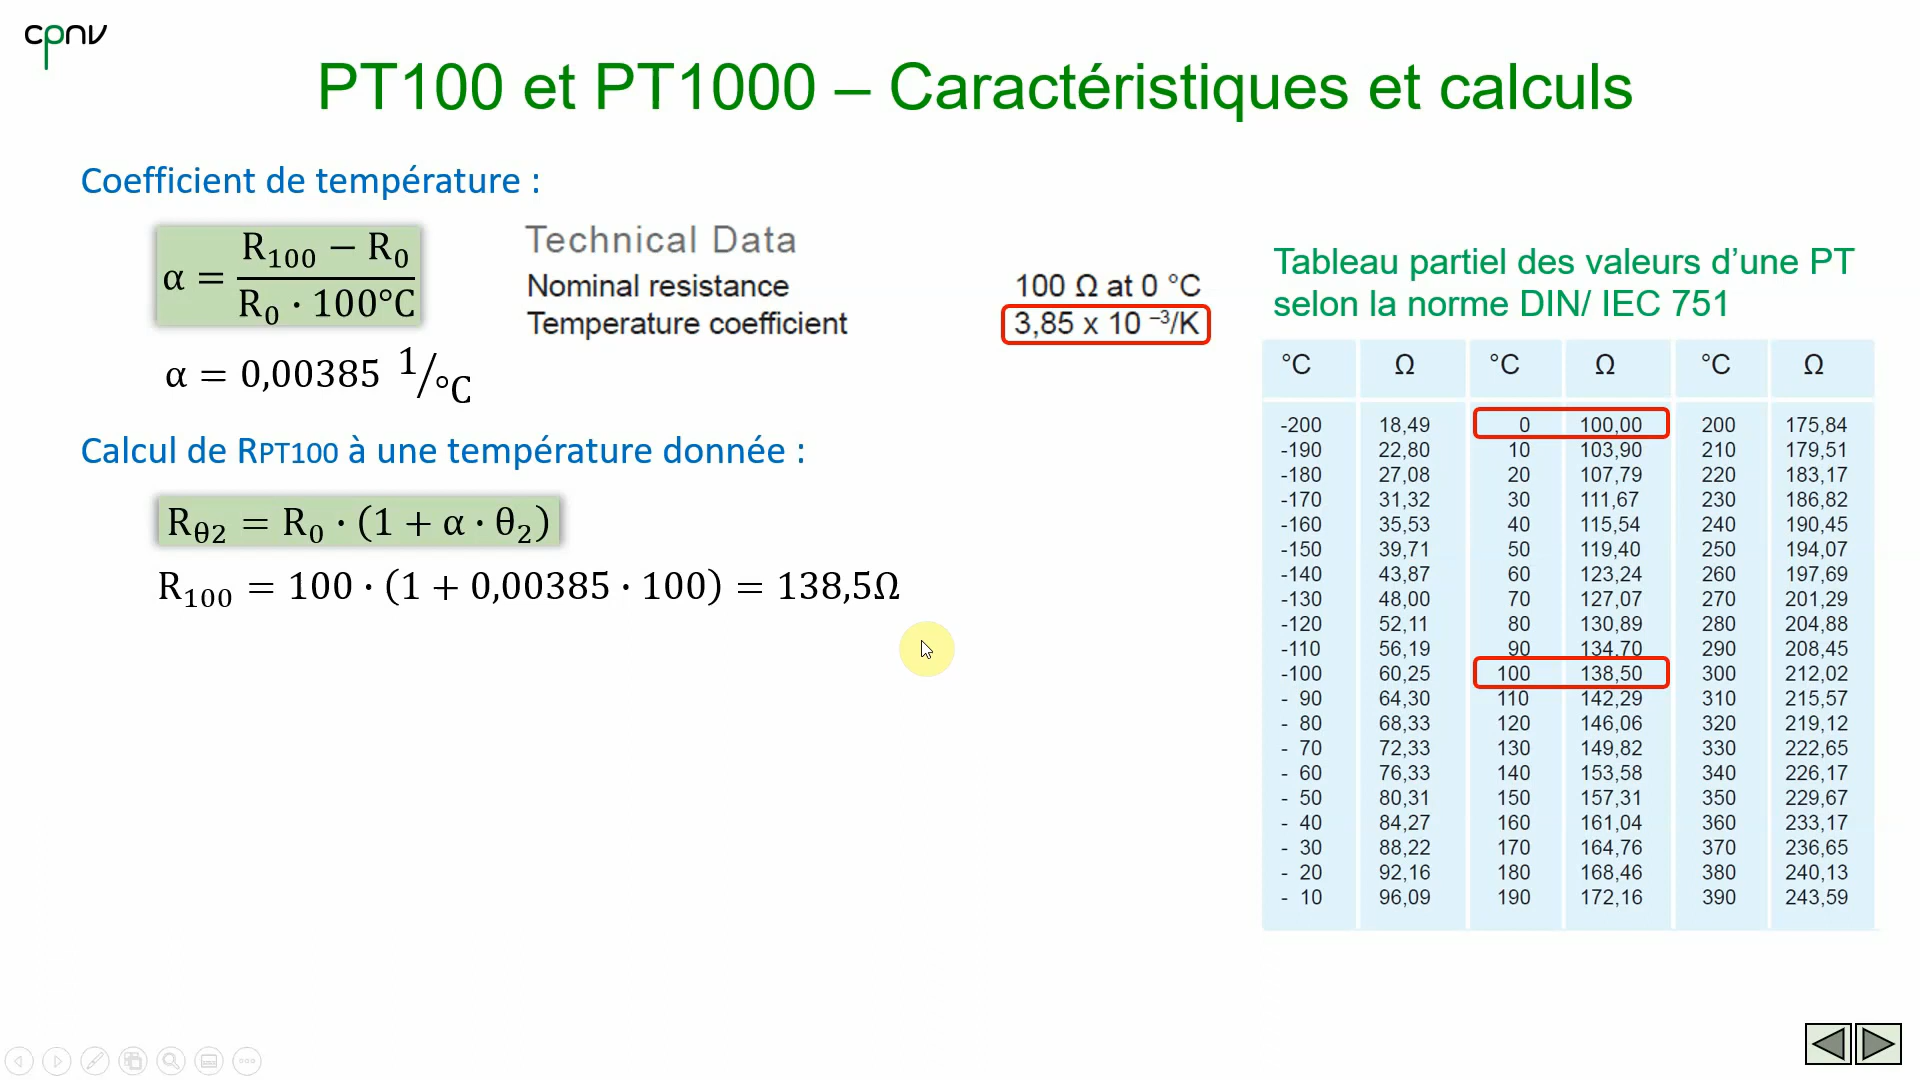 cpnv
PT100 et PT1000 – Caractéristiques et calculs
Coefficient de température :
α = (R₁₀₀ − R₀) / (R₀ · 100°C)
α = 0,00385 1/°C
Technical Data
Nominal resistance 100 Ω at 0 °C
Temperature coefficient 3,85 x 10 ⁻³/K
Calcul de RPT100 à une température donnée :
Rθ2 = R₀ · (1 + α · θ₂)
R₁₀₀ = 100 · (1 + 0,00385 · 100) = 138,5Ω
Tableau partiel des valeurs d’une PT
selon la norme DIN/ IEC 751
°C Ω °C Ω °C Ω
-200 18,49 0 100,00 200 175,84
-190 22,80 10 103,90 210 179,51
-180 27,08 20 107,79 220 183,17
-170 31,32 30 111,67 230 186,82
-160 35,53 40 115,54 240 190,45
-150 39,71 50 119,40 250 194,07
-140 43,87 60 123,24 260 197,69
-130 48,00 70 127,07 270 201,29
-120 52,11 80 130,89 280 204,88
-110 56,19 90 134,70 290 208,45
-100 60,25 100 138,50 300 212,02
- 90 64,30 110 142,29 310 215,57
- 80 68,33 120 146,06 320 219,12
- 70 72,33 130 149,82 330 222,65
- 60 76,33 140 153,58 340 226,17
- 50 80,31 150 157,31 350 229,67
- 40 84,27 160 161,04 360 233,17
- 30 88,22 170 164,76 370 236,65
- 20 92,16 180 168,46 380 240,13
- 10 96,09 190 172,16 390 243,59